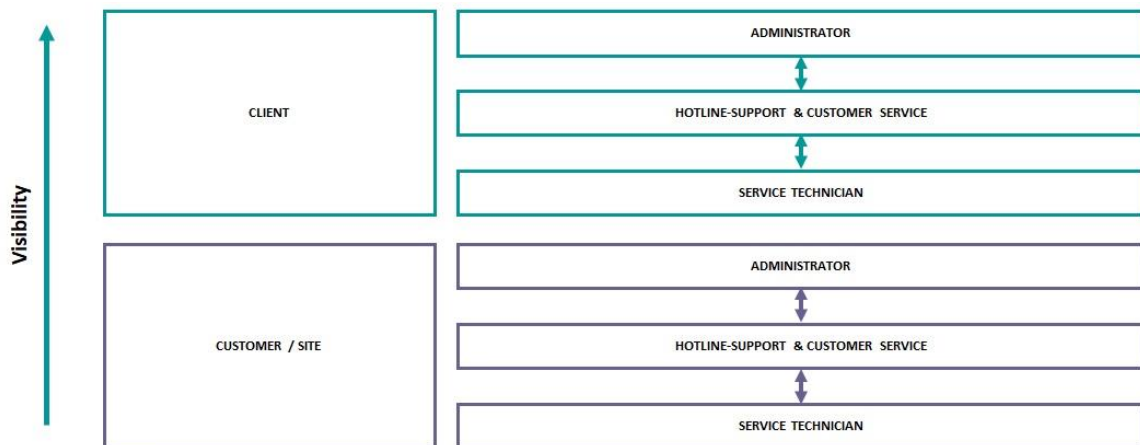 Visibility
CLIENT
ADMINISTRATOR
HOTLINE-SUPPORT & CUSTOMER SERVICE
SERVICE TECHNICIAN
CUSTOMER / SITE
ADMINISTRATOR
HOTLINE-SUPPORT & CUSTOMER SERVICE
SERVICE TECHNICIAN